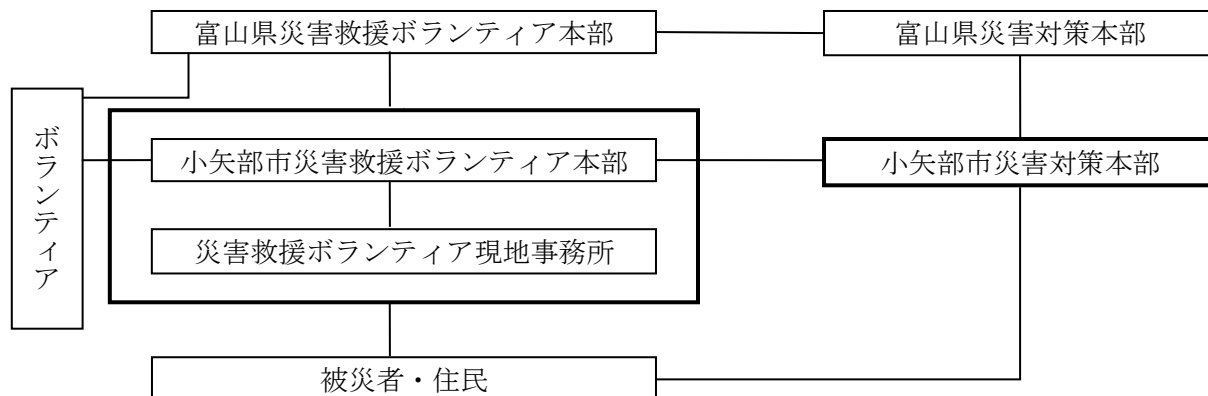 富山県災害救援ボランティア本部
富山県災害対策本部
ボランティア
小矢部市災害救援ボランティア本部
小矢部市災害対策本部
災害救援ボランティア現地事務所
被災者・住民